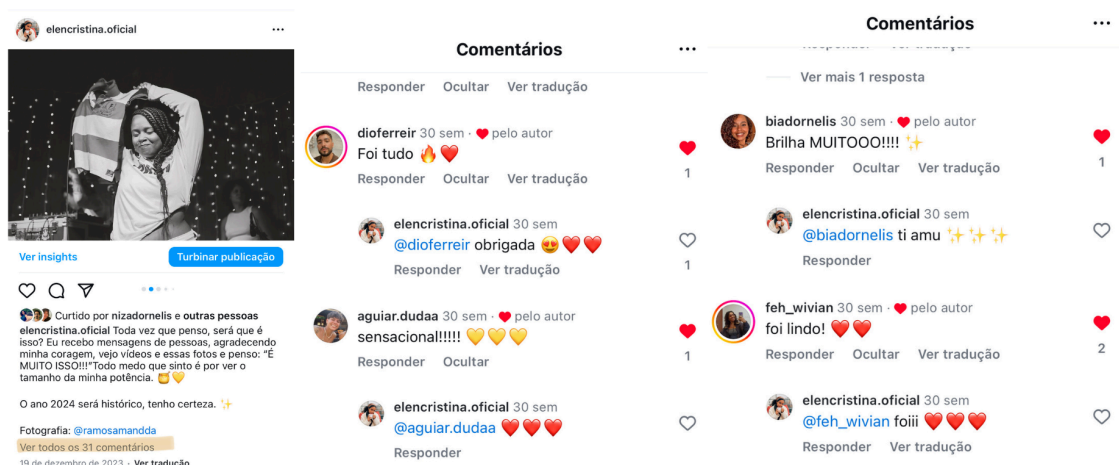 elencristina.oficial
Ver insights
Turbinar publicação
Curtido por nizadornelis e outras pessoas
elencristina.oficial Toda vez que penso, será que é
isso? Eu recebo mensagens de pessoas, agradecendo
minha coragem, vejo vídeos e essas fotos e penso: “É
MUITO ISSO!!!”Todo medo que sinto é por ver o
tamanho da minha potência. 🥁💛
O ano 2024 será histórico, tenho certeza. ✨
Fotografia: @ramosamandda
Ver todos os 31 comentários
19 de dezembro de 2023 · Ver tradução
Comentários
Responder Ocultar Ver tradução
dioferreir 30 sem · ❤ pelo autor
Foi tudo 🔥❤️
1
Responder Ocultar Ver tradução
elencristina.oficial 30 sem
@dioferreir obrigada 😍❤️❤️
1
Responder Ver tradução
aguiar.dudaa 30 sem · ❤ pelo autor
sensacional!!!!!! 💛💛💛
1
Responder Ocultar
elencristina.oficial 30 sem
@aguiar.dudaa ❤️❤️❤️
Responder
Comentários
Responder Ver tradução
Ver mais 1 resposta
biadornelis 30 sem · ❤ pelo autor
Brilha MUITOOO!!!! ✨
1
Responder Ocultar Ver tradução
elencristina.oficial 30 sem
@biadornelis ti amu ✨✨✨
Responder
feh_wivian 30 sem · ❤ pelo autor
foi lindo! ❤️❤️
2
Responder Ocultar Ver tradução
elencristina.oficial 30 sem
@feh_wivian foiii ❤️❤️❤️
Responder Ver tradução